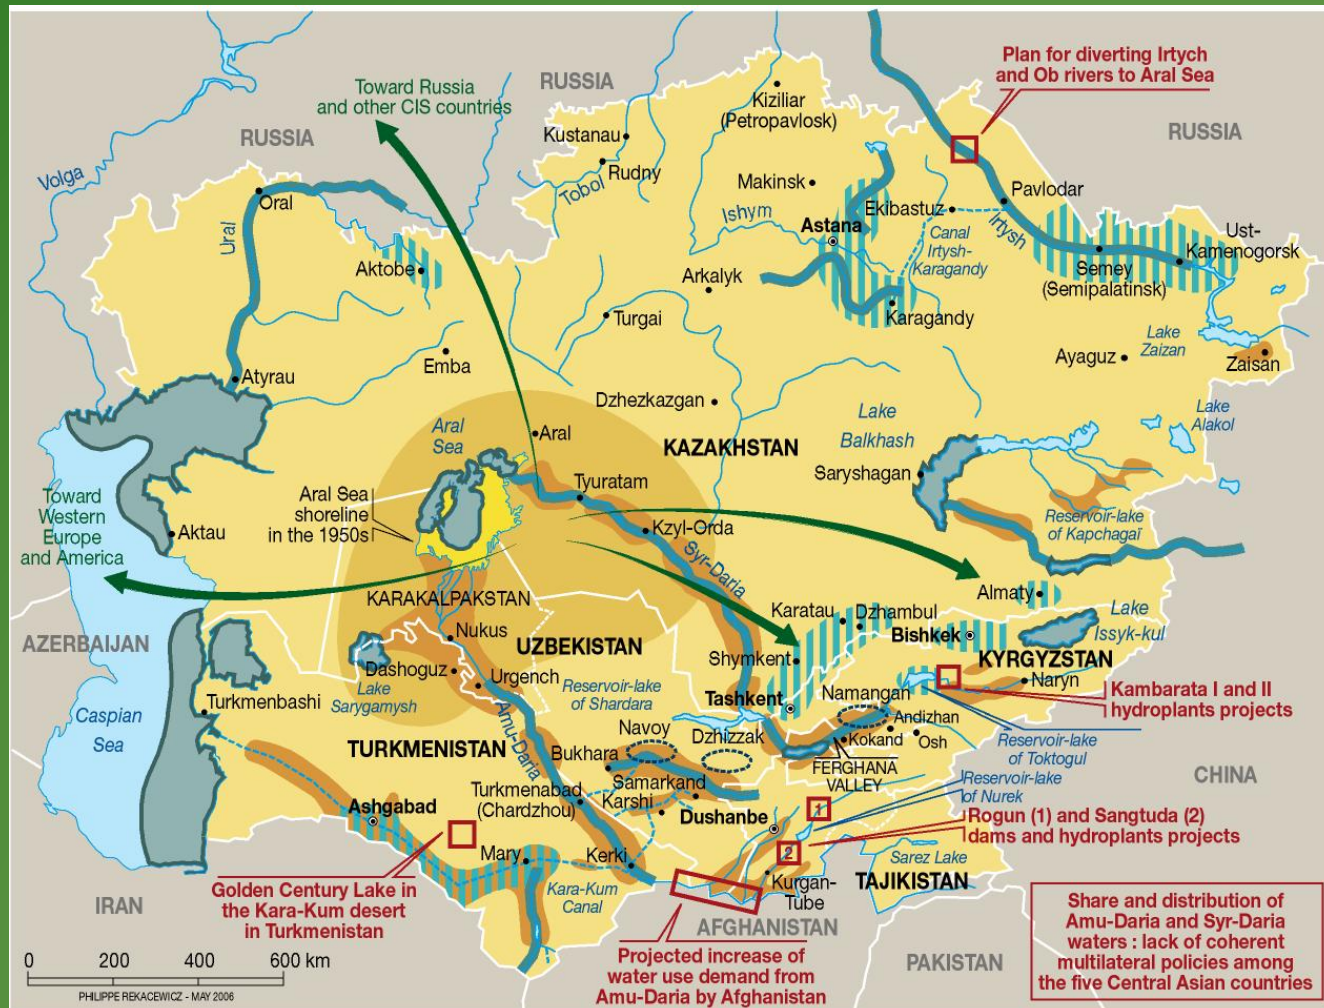 Plan for diverting Irtych
and Ob rivers to Aral Sea
Toward Russia
and other CIS countries
RUSSIA
RUSSIA
RUSSIA
Kiziliar
(Petropavlosk)
Kustanau
Rudny
Tobol
Volga
Oral
Ural
Makinsk
Ishym
Astana
Ekibastuz
Pavlodar
Irtysh
Canal
Irtysh-
Karagandy
Ust-
Kamenogorsk
Semey
(Semipalatinsk)
Aktobe
Arkalyk
Karagandy
Turgai
Lake
Zaizan
Ayaguz
Zaisan
Emba
Atyrau
Dzhezkazgan
Lake
Alakol
Aral
Sea
Aral
KAZAKHSTAN
Lake
Balkhash
Saryshagan
Aral Sea
shoreline
in the 1950s
Tyuratam
Kzyl-Orda
Syr-Daria
Reservoir-lake
of Kapchagaï
Toward
Western
Europe
and America
Aktau
Almaty
KARAKALPAKSTAN
Karatau
Dzhambul
Bishkek
Lake
Issyk-kul
AZERBAIJAN
Nukus
UZBEKISTAN
Shymkent
KYRGYZSTAN
Dashoguz
Urgench
Lake
Sarygamysh
Reservoir-lake
of Shardara
Tashkent
Namangan
Naryn
Kambarata I and II
hydroplants projects
Turkmenbashi
Caspian
Sea
Amu-Daria
Navoy
Dzhizzak
Andizhan
Kokand
Osh
Reservoir-lake
of Toktogul
TURKMENISTAN
Bukhara
FERGHANA
VALLEY
CHINA
Samarkand
Karshi
Reservoir-lake
of Nurek
Turkmenabad
(Chardzhou)
Ashgabad
Dushanbe
1
Rogun (1) and Sangtuda (2)
dams and hydroplants projects
Mary
Kerki
2
Sarez Lake
Kurgan-
Tube
TAJIKISTAN
Golden Century Lake in
the Kara-Kum desert
in Turkmenistan
Kara-Kum
Canal
IRAN
AFGHANISTAN
PAKISTAN
Projected increase of
water use demand from
Amu-Daria by Afghanistan
Share and distribution of
Amu-Daria and Syr-Daria
waters : lack of coherent
multilateral policies among
the five Central Asian countries
0 200 400 600 km
PHILIPPE REKACEWICZ - MAY 2006